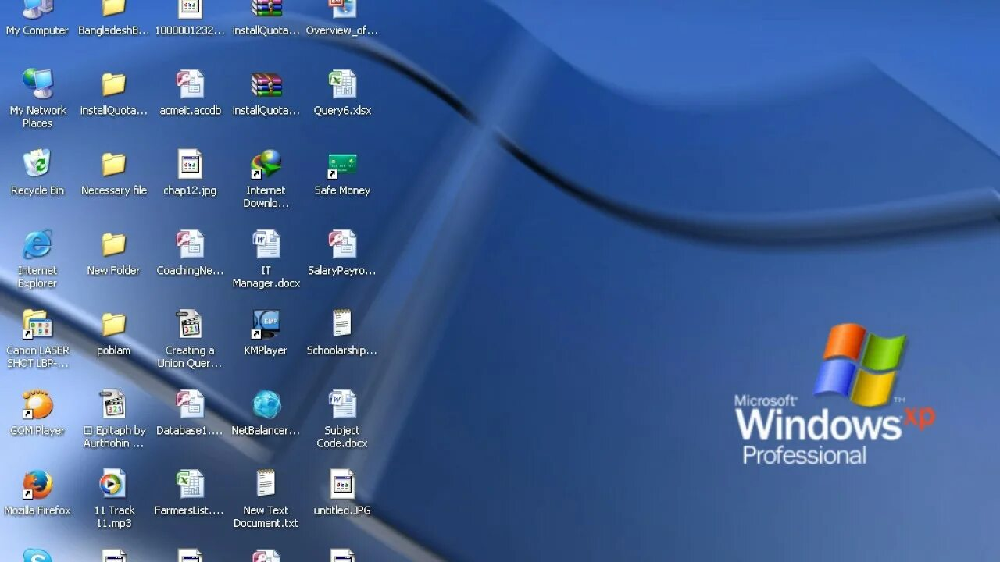 My Computer
BangladeshB...
1000001232...
installQuota...
Overview_of...
My Network
Places
installQuota...
acmeit.accdb
installQuota...
Query6.xlsx
Recycle Bin
Necessary file
chap12.jpg
Internet
Downlo...
Safe Money
Internet
Explorer
New Folder
CoachingNe...
IT
Manager.docx
SalaryPayro...
Canon LASER
SHOT LBP-...
poblam
Creating a
Union Quer...
KMPlayer
Schoolarship...
GOM Player
☐ Epitaph by
Aurthohin ...
Database1....
NetBalancer...
Subject
Code.docx
Mozilla Firefox
11 Track
11.mp3
FarmersList....
New Text
Document.txt
untitled.JPG
Microsoft®
Windows xp
Professional